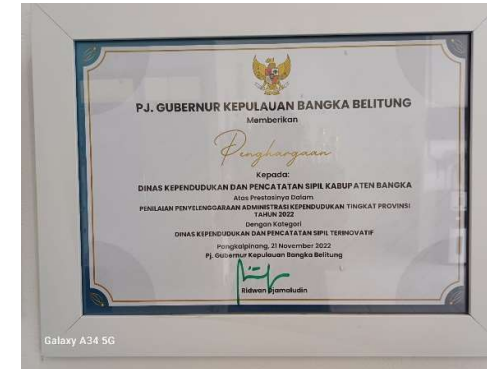 PJ. GUBERNUR KEPULAUAN BANGKA BELITUNG
Memberikan
Penghargaan
Kepada:
DINAS KEPENDUDUKAN DAN PENCATATAN SIPIL KABUPATEN BANGKA
Atas Prestasinya Dalam
PENILAIAN PENYELENGGARAAN ADMINISTRASI KEPENDUDUKAN TINGKAT PROVINSI
TAHUN 2022
Dengan Kategori
DINAS KEPENDUDUKAN DAN PENCATATAN SIPIL TERINOVATIF
Pangkalpinang, 21 November 2022
Pj. Gubernur Kepulauan Bangka Belitung
Ridwan Djamaludin
Galaxy A34 5G